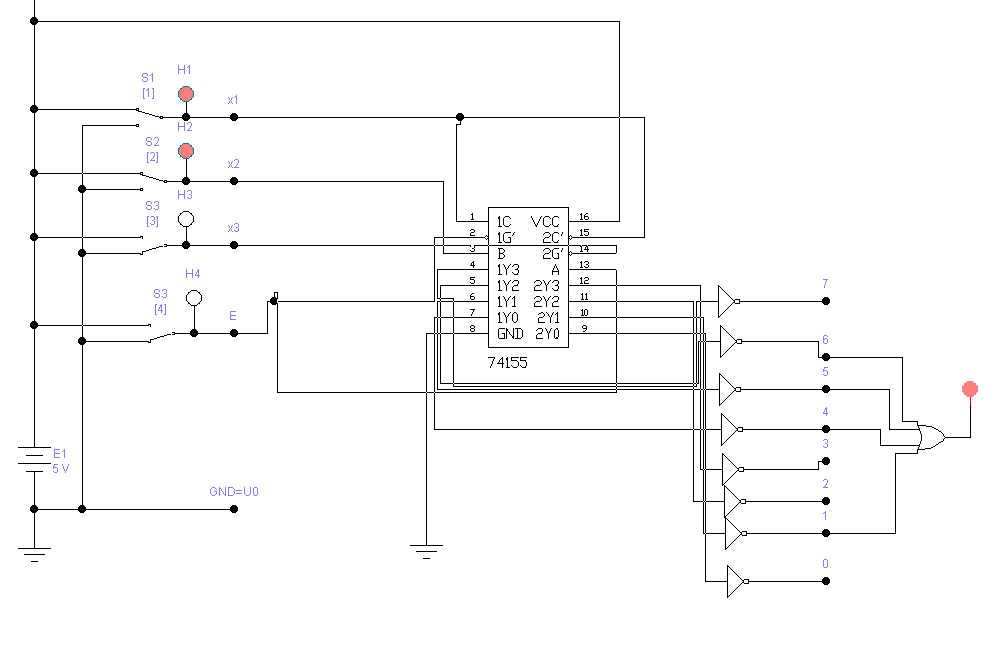 H1
S1
[1]
x1
H2
S2
[2]
x2
H3
S3
[3]
x3
H4
S3
[4]
E
1 1C VCC 16
2 1G' 2C' 15
3 B 2G' 14
4 1Y3 A 13
5 1Y2 2Y3 12
6 1Y1 2Y2 11
7 1Y0 2Y1 10
8 GND 2Y0 9
74155
7
6
5
4
3
2
1
0
E1
5 V
GND=U0